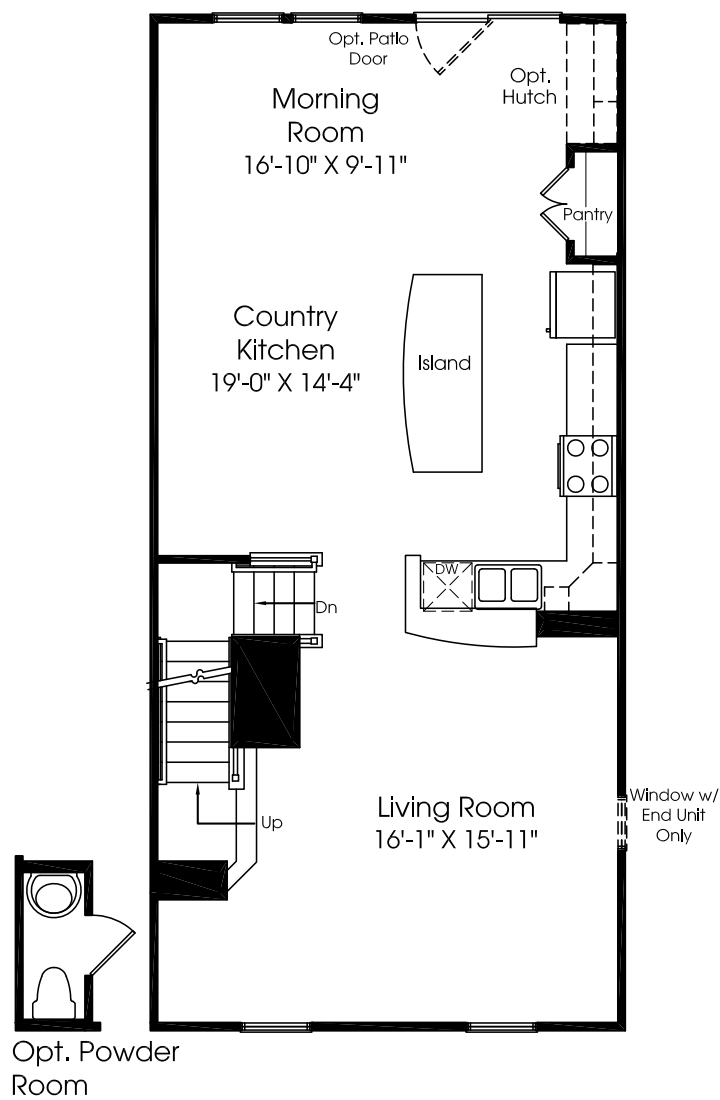 Opt. Patio
Door
Opt.
Hutch
Morning
Room
16'-10" X 9'-11"
Pantry
Country
Kitchen
19'-0" X 14'-4"
Island
DW
Dn
Up
Living Room
16'-1" X 15'-11"
Window w/
End Unit
Only
Opt. Powder
Room